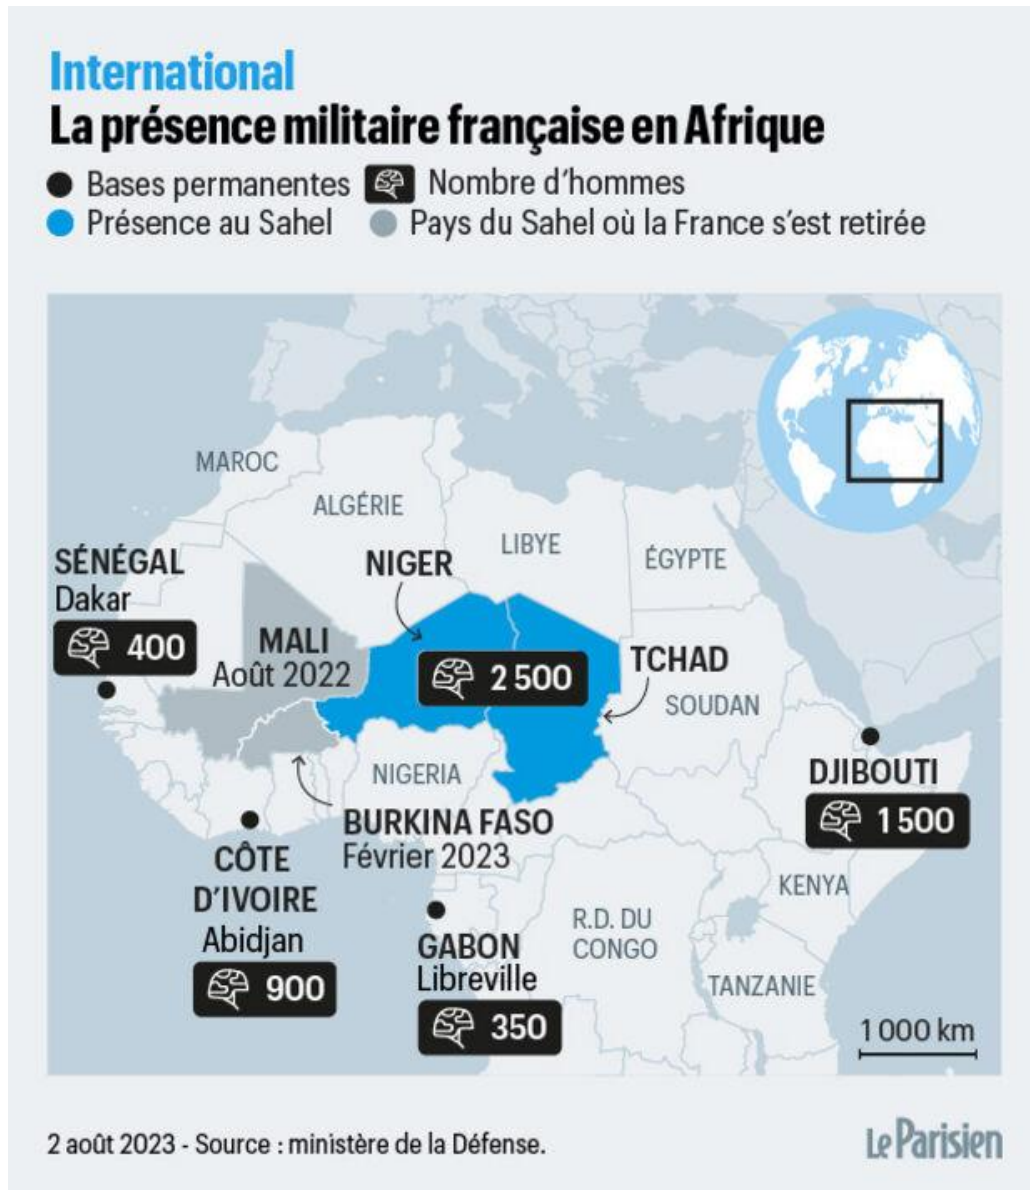 International
La présence militaire française en Afrique
Bases permanentes Nombre d'hommes
Présence au Sahel Pays du Sahel où la France s'est retirée
MAROC
ALGÉRIE
LIBYE
ÉGYPTE
SÉNÉGAL
Dakar
400
NIGER
MALI
Août 2022
2 500
TCHAD
SOUDAN
NIGERIA
DJIBOUTI
1 500
BURKINA FASO
Février 2023
CÔTE
D'IVOIRE
Abidjan
900
GABON
Libreville
350
R.D. DU
CONGO
KENYA
TANZANIE
1 000 km
2 août 2023 - Source : ministère de la Défense.
Le Parisien